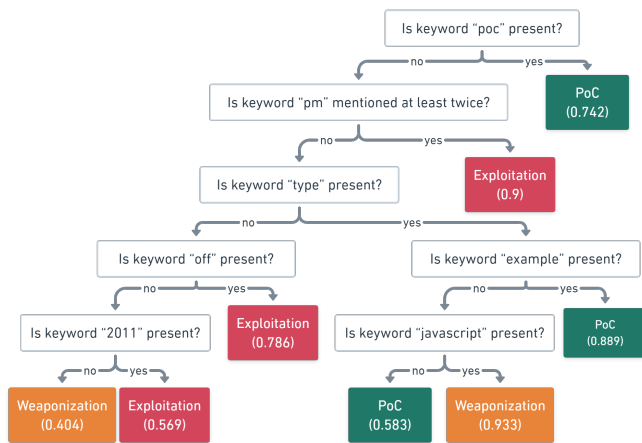 Is keyword “poc” present?
no
yes
Is keyword “pm” mentioned at least twice?
PoC
(0.742)
no
yes
Is keyword “type” present?
Exploitation
(0.9)
no
yes
Is keyword “off” present?
Is keyword “example” present?
no
yes
no
yes
Is keyword “2011” present?
Exploitation
(0.786)
Is keyword “javascript” present?
PoC
(0.889)
no
yes
no
yes
Weaponization
(0.404)
Exploitation
(0.569)
PoC
(0.583)
Weaponization
(0.933)